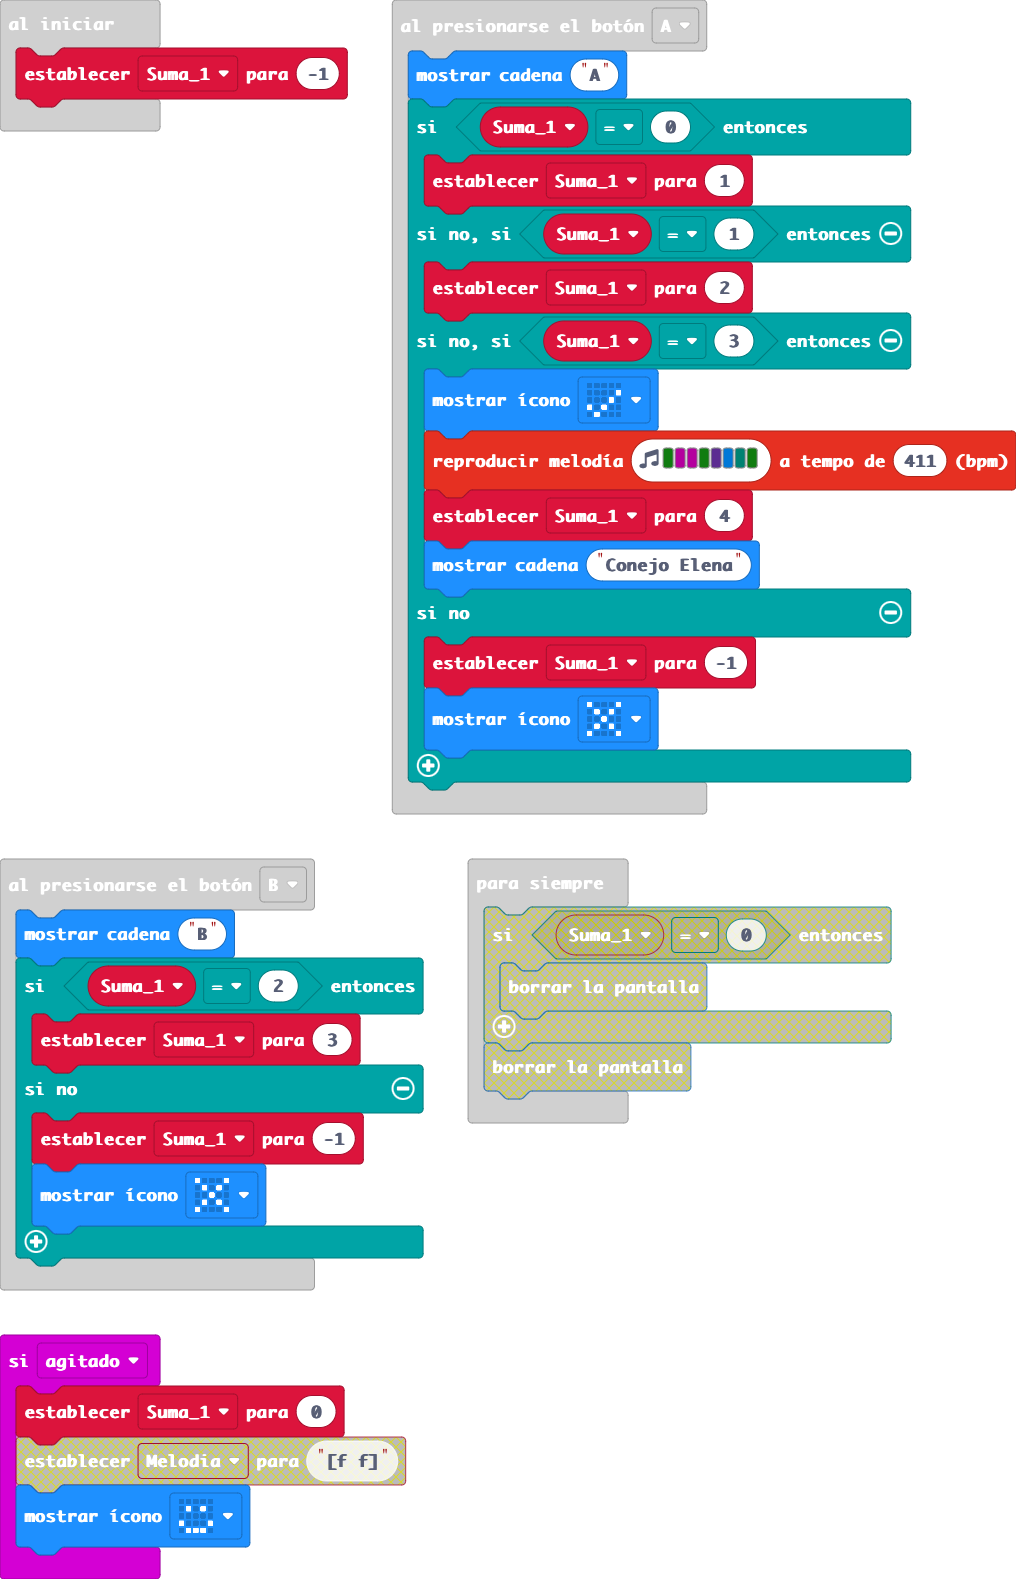 al iniciar
establecer Suma_1 para -1
al presionarse el botón A
mostrar cadena "A"
si Suma_1 = 0 entonces
establecer Suma_1 para 1
si no, si Suma_1 = 1 entonces
establecer Suma_1 para 2
si no, si Suma_1 = 3 entonces
mostrar ícono
reproducir melodía a tempo de 411 (bpm)
establecer Suma_1 para 4
mostrar cadena "Conejo Elena"
si no
establecer Suma_1 para -1
mostrar ícono
al presionarse el botón B
mostrar cadena "B"
si Suma_1 = 2 entonces
establecer Suma_1 para 3
si no
establecer Suma_1 para -1
mostrar ícono
para siempre
si Suma_1 = 0 entonces
borrar la pantalla
borrar la pantalla
si agitado
establecer Suma_1 para 0
establecer Melodia para "[f f]"
mostrar ícono